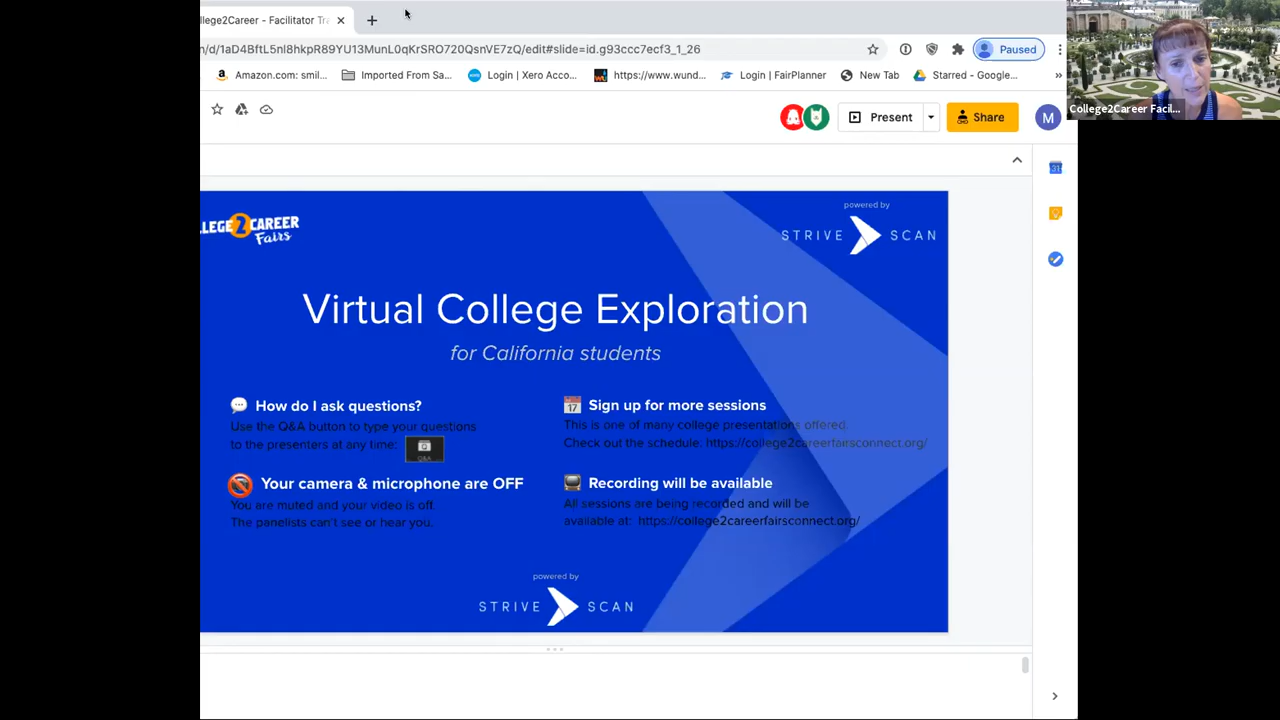 llege2Career - Facilitator Tra
n/d/1aD4BftL5nl8hkpR89YU13MunL0qKrSRO720QsnVE7zQ/edit#slide=id.g93ccc7ecf3_1_26
Paused
Amazon.com: smil...
Imported From Sa...
Login | Xero Acco...
https://www.wund...
Login | FairPlanner
New Tab
Starred - Google...
»
College2Career Facil...
Present
Share
M
31
LLEGE2CAREER
Fairs
powered by
STRIVE SCAN
Virtual College Exploration
for California students
How do I ask questions?
Use the Q&A button to type your questions
to the presenters at any time:
Q&A
Your camera & microphone are OFF
You are muted and your video is off.
The panelists can't see or hear you.
17
Sign up for more sessions
This is one of many college presentations offered.
Check out the schedule: https://college2careerfairsconnect.org/
Recording will be available
All sessions are being recorded and will be
available at: https://college2careerfairsconnect.org/
powered by
STRIVE SCAN